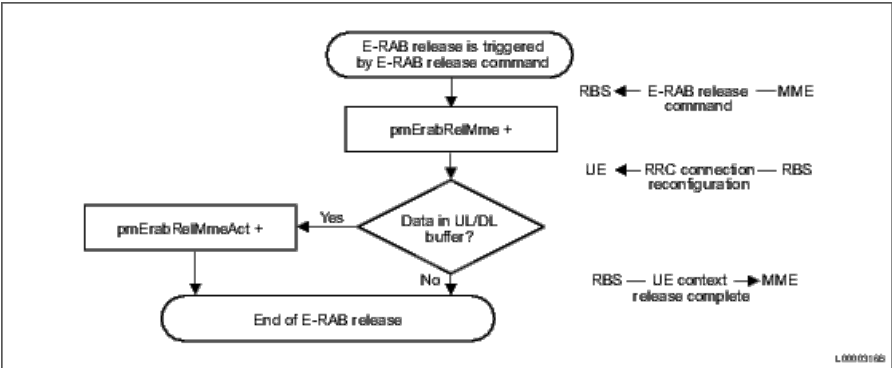 E-RAB release is triggered
by E-RAB release command
RBS E-RAB release MME
command
pmErabRelMme +
UE RRC connection RBS
reconfiguration
Data in UL/DL
buffer?
Yes
pmErabRelMmeAct +
No
RBS UE context MME
release complete
End of E-RAB release